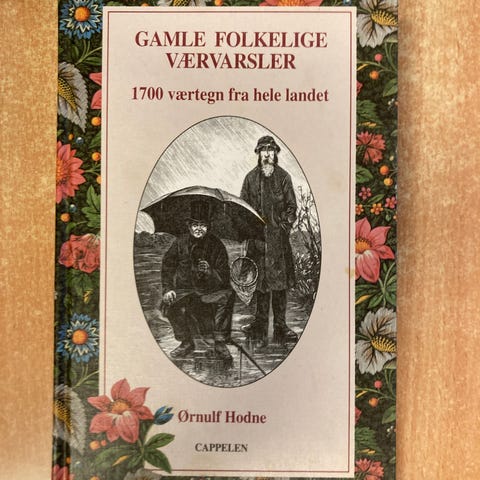 GAMLE FOLKELIGE
VÆRVARSLER
1700 værtegn fra hele landet
Ørnulf Hodne
CAPPELEN